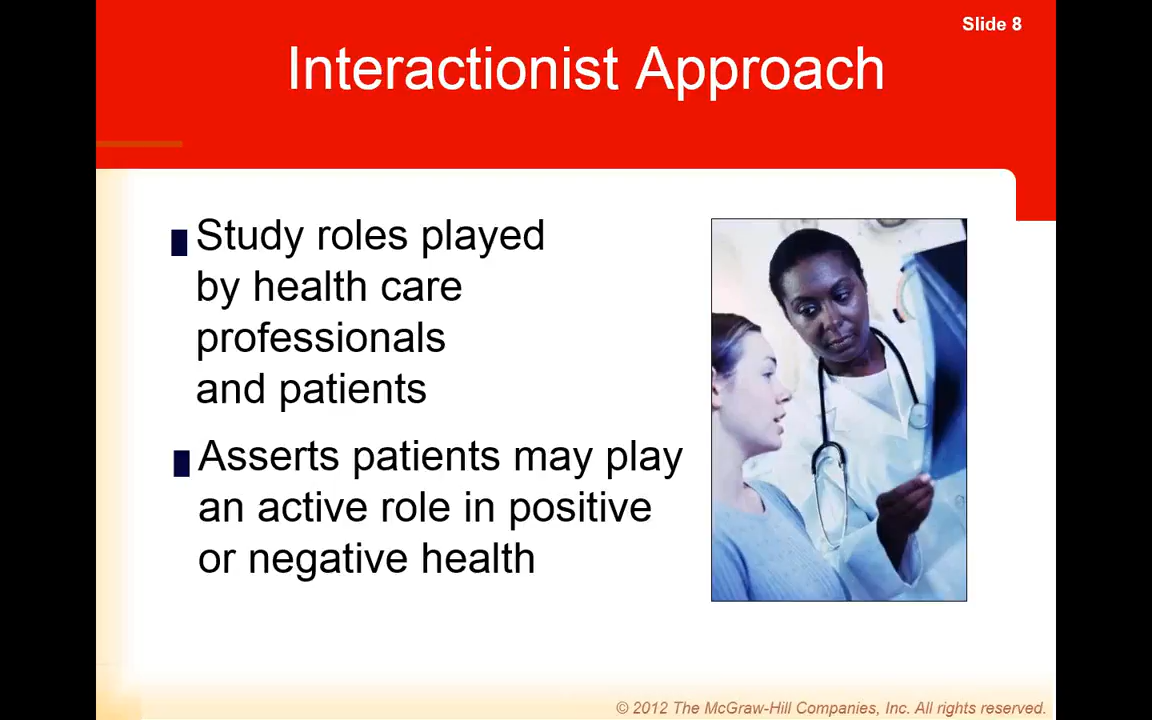 Slide 8
Interactionist Approach
Study roles played
by health care
professionals
and patients
Asserts patients may play
an active role in positive
or negative health
© 2012 The McGraw-Hill Companies, Inc. All rights reserved.